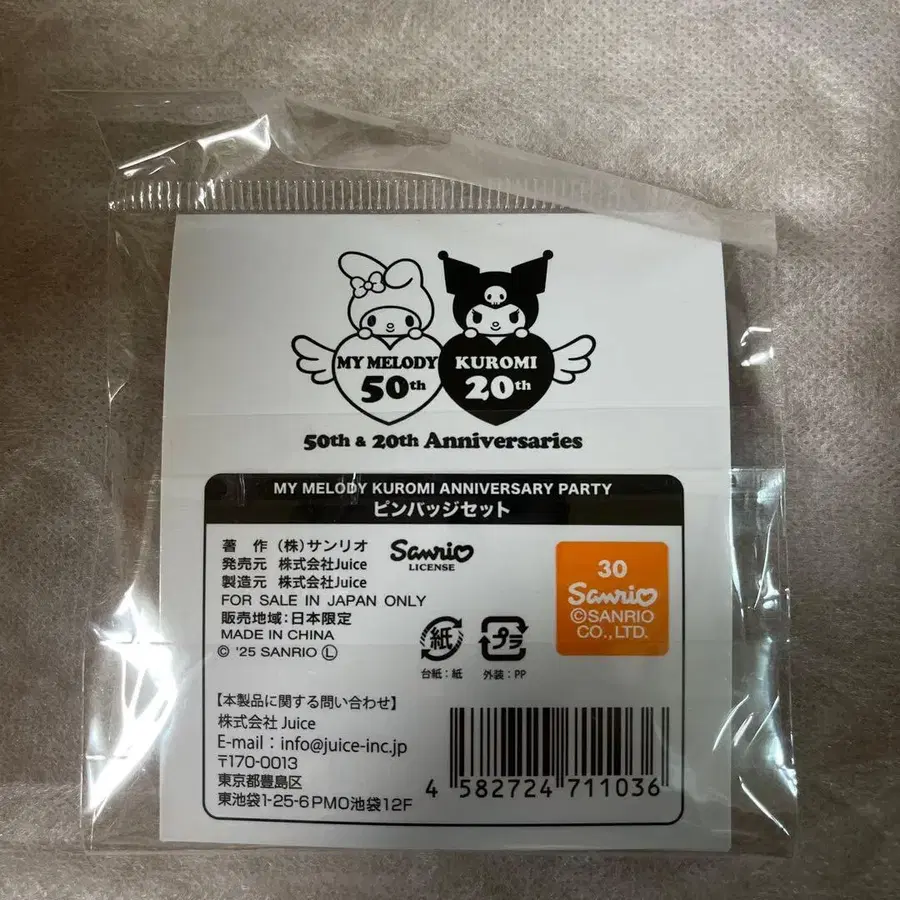 MY MELODY
50th
KUROMI
20th
50th & 20th Anniversaries
MY MELODY KUROMI ANNIVERSARY PARTY
ピンバッジセット
著 作 (株)サンリオ
発売元 株式会社Juice
製造元 株式会社Juice
FOR SALE IN JAPAN ONLY
販売地域:日本限定
MADE IN CHINA
© '25 SANRIO Ⓛ
Sanrio
LICENSE
30
Sanrio
©SANRIO
CO.,LTD.
紙
台紙:紙
プラ
外装:PP
【本製品に関する問い合わせ】
株式会社 Juice
E-mail:info@juice-inc.jp
〒170-0013
東京都豊島区
東池袋1-25-6 PMO池袋12F
4 582724 711036